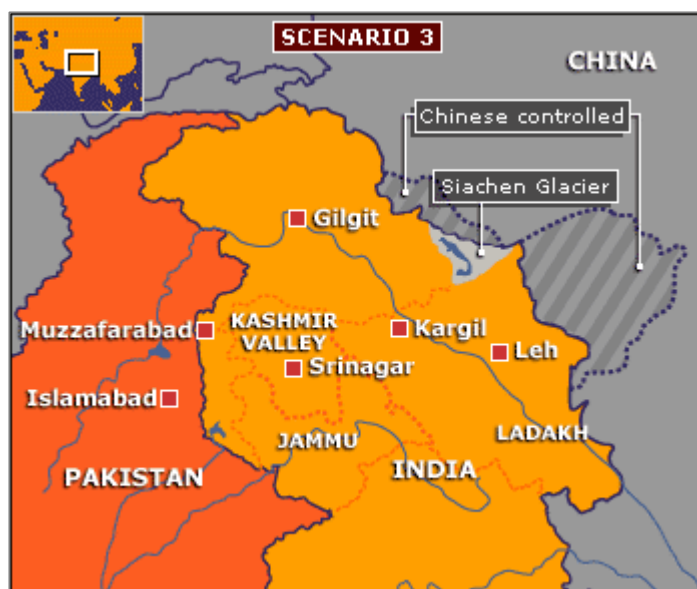 SCENARIO 3
CHINA
Chinese controlled
Siachen Glacier
Gilgit
Muzzafarabad
KASHMIR
VALLEY
Kargil
Srinagar
Leh
Islamabad
JAMMU
LADAKH
PAKISTAN
INDIA